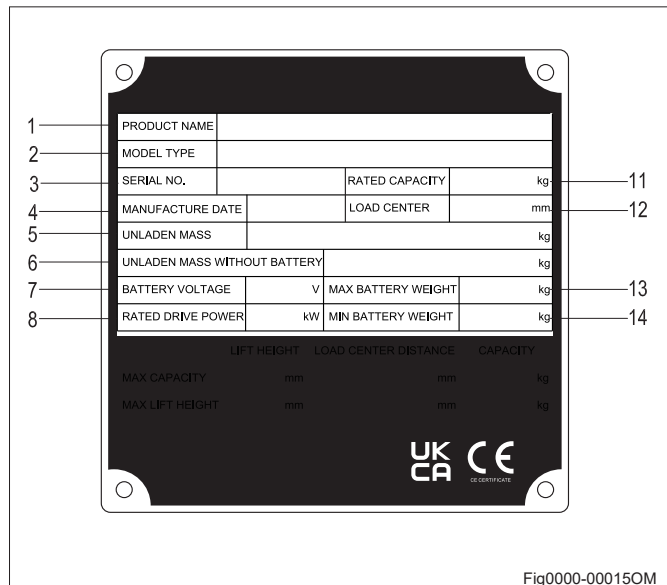 1 PRODUCT NAME
2 MODEL TYPE
3 SERIAL NO. RATED CAPACITY kg 11
4 MANUFACTURE DATE LOAD CENTER mm 12
5 UNLADEN MASS kg
6 UNLADEN MASS WITHOUT BATTERY kg
7 BATTERY VOLTAGE V MAX BATTERY WEIGHT kg 13
8 RATED DRIVE POWER kW MIN BATTERY WEIGHT kg 14
LIFT HEIGHT LOAD CENTER DISTANCE CAPACITY
MAX CAPACITY mm mm kg
MAX LIFT HEIGHT mm mm kg
UK CE
CA CE CERTIFICATE
Fig0000-00015OM